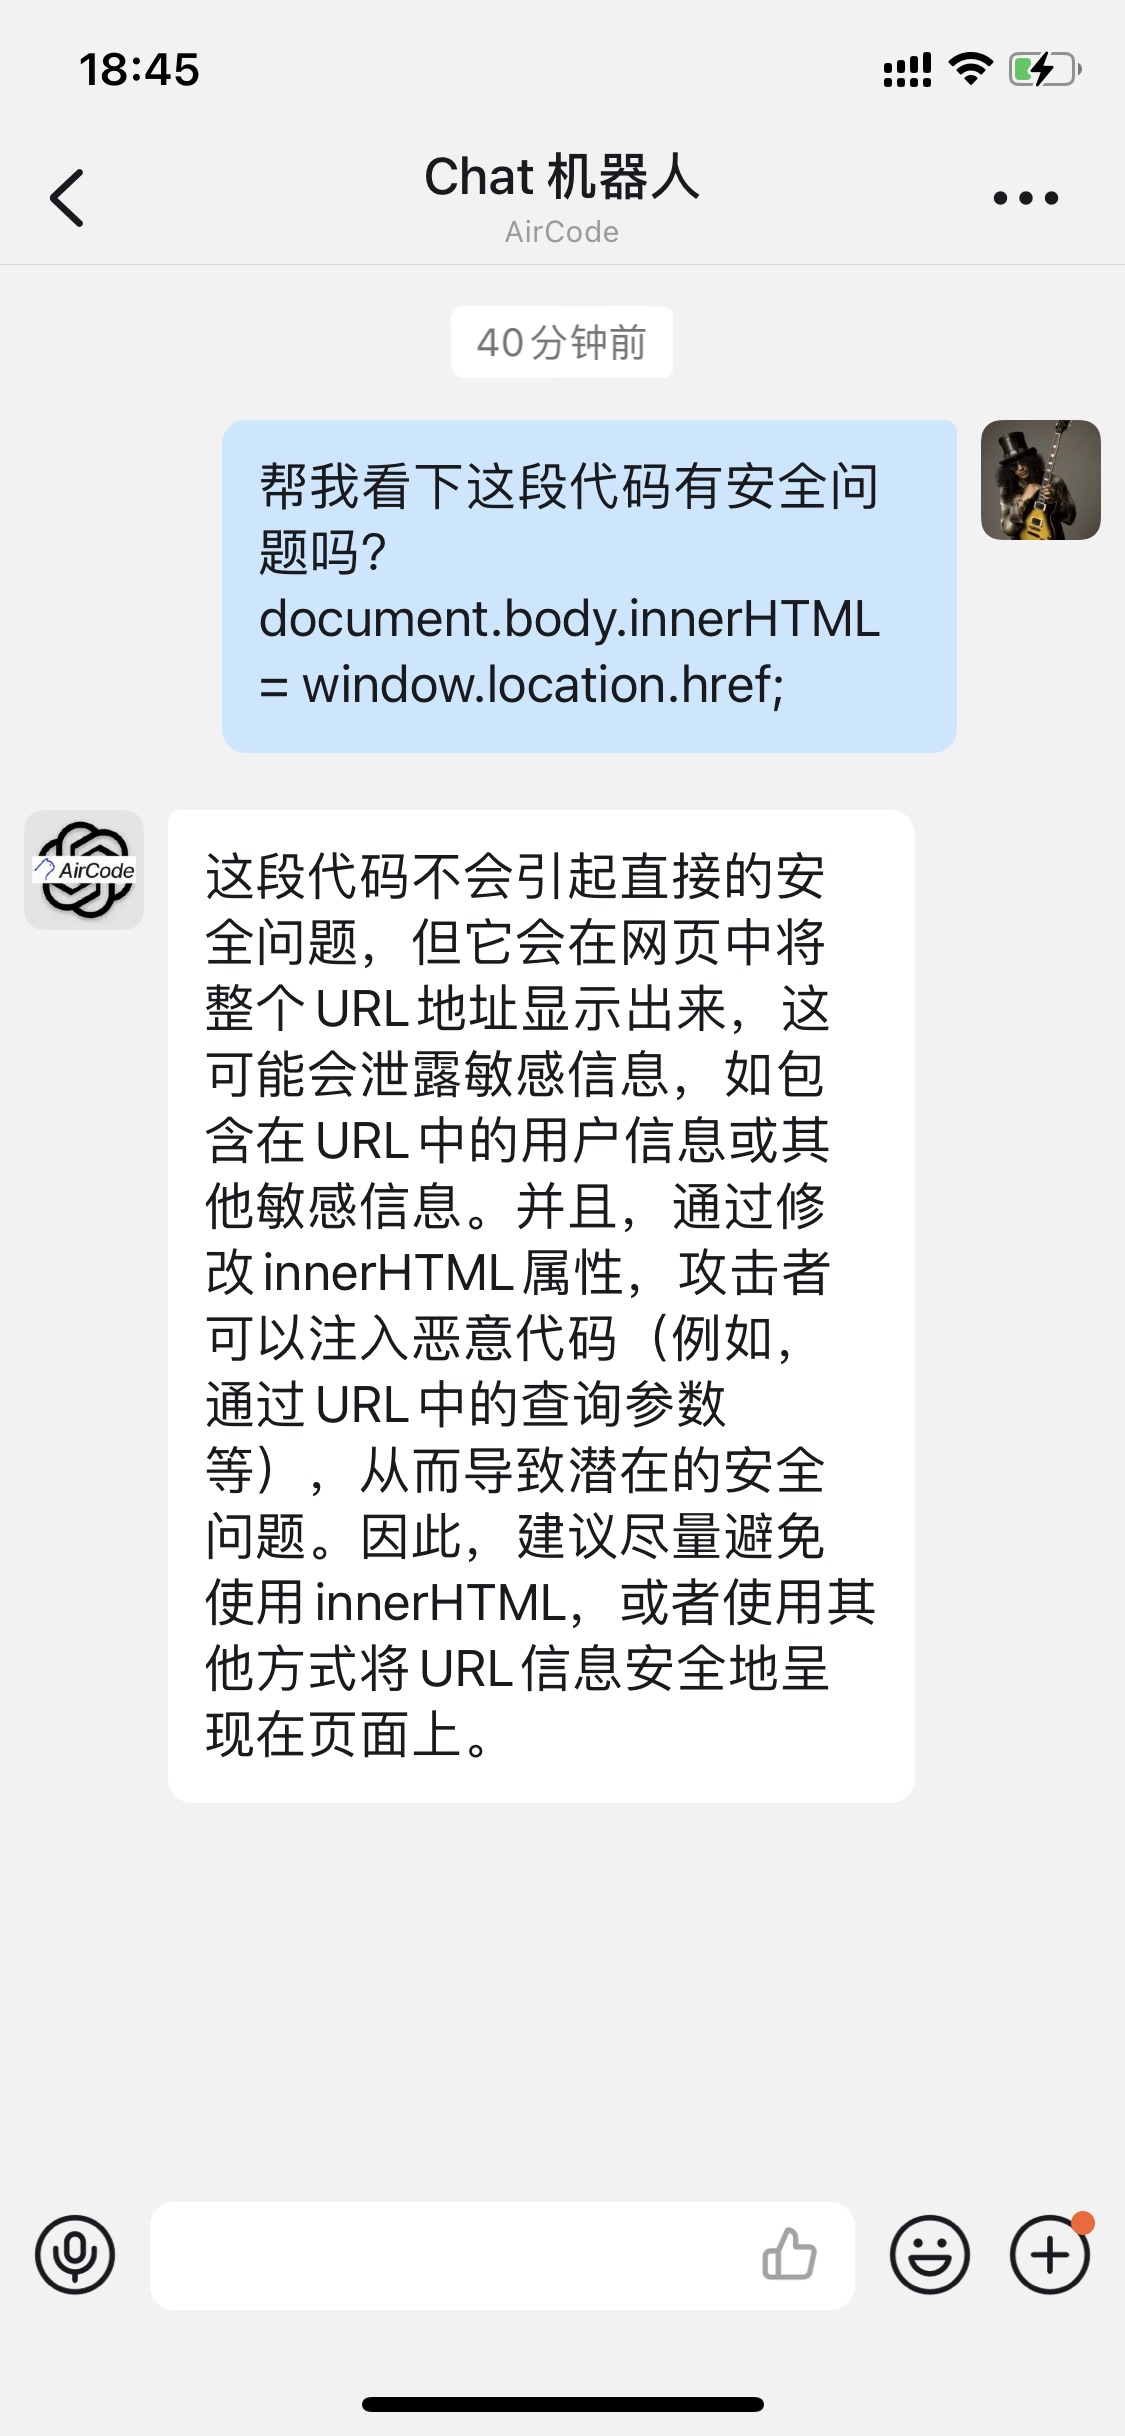 18:45
Chat 机器人
AirCode
40分钟前
帮我看下这段代码有安全问
题吗?
document.body.innerHTML
= window.location.href;
AirCode
这段代码不会引起直接的安
全问题，但它会在网页中将
整个URL地址显示出来，这
可能会泄露敏感信息，如包
含在URL中的用户信息或其
他敏感信息。并且，通过修
改innerHTML属性，攻击者
可以注入恶意代码（例如，
通过URL中的查询参数
等），从而导致潜在的安全
问题。因此，建议尽量避免
使用innerHTML，或者使用其
他方式将URL信息安全地呈
现在页面上。